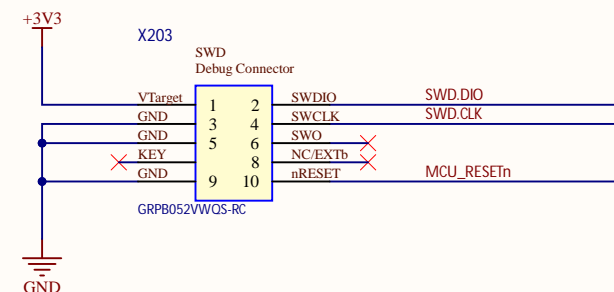 +3V3
X203
SWD
Debug Connector
VTarget 1 2 SWDIO SWD.DIO
GND 3 4 SWCLK SWD.CLK
GND 5 6 SWO
KEY 8 NC/EXTb
GND 9 10 nRESET MCU_RESETn
GRPB052VWQS-RC
GND